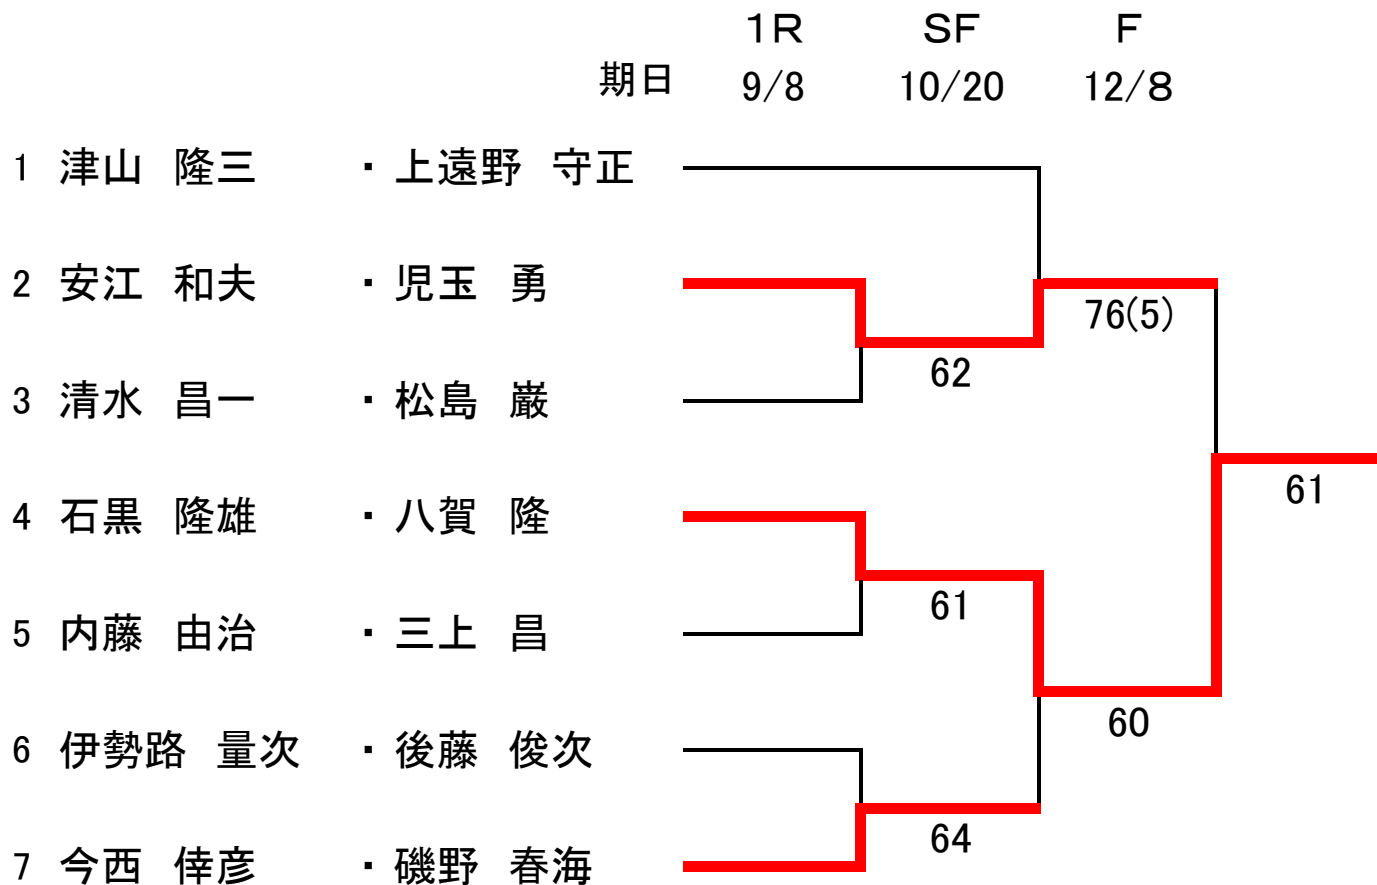 １R SF F
期日 9/8 10/20 12/８
1 津山 隆三 ・上遠野 守正
2 安江 和夫 ・児玉 勇
76(5)
62
3 清水 昌一 ・松島 巌
61
4 石黒 隆雄 ・八賀 隆
61
5 内藤 由治 ・三上 昌
60
6 伊勢路 量次 ・後藤 俊次
64
7 今西 倖彦 ・磯野 春海